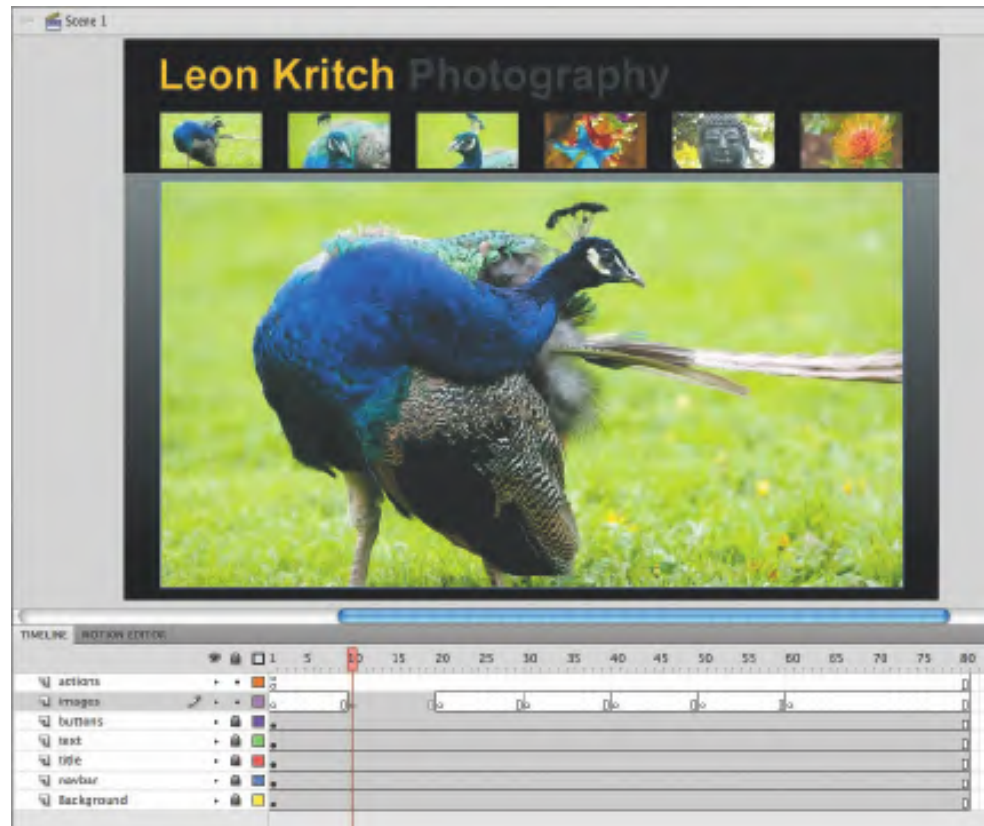 Scene 1
Leon Kritch Photography
TIMELINE MOTION EDITOR
1 5 10 15 20 25 30 35 40 45 50 55 60 65 70 75 80
actions
images
buttons
text
title
navbar
Background